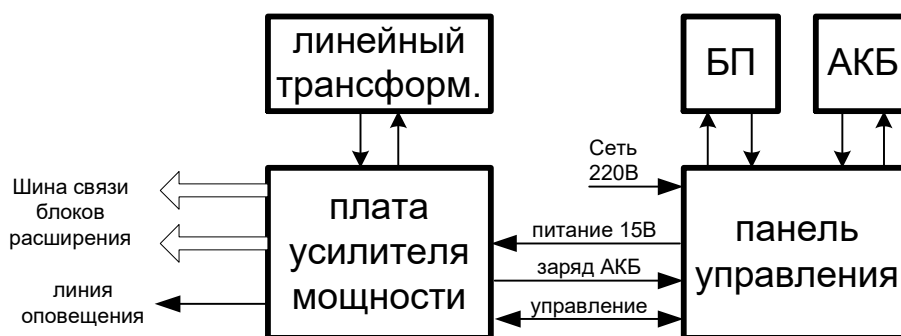 линейный
трансформ.
БП
АКБ
Сеть
220В
Шина связи
блоков
расширения
плата
усилителя
мощности
питание 15В
заряд АКБ
управление
панель
управления
линия
оповещения